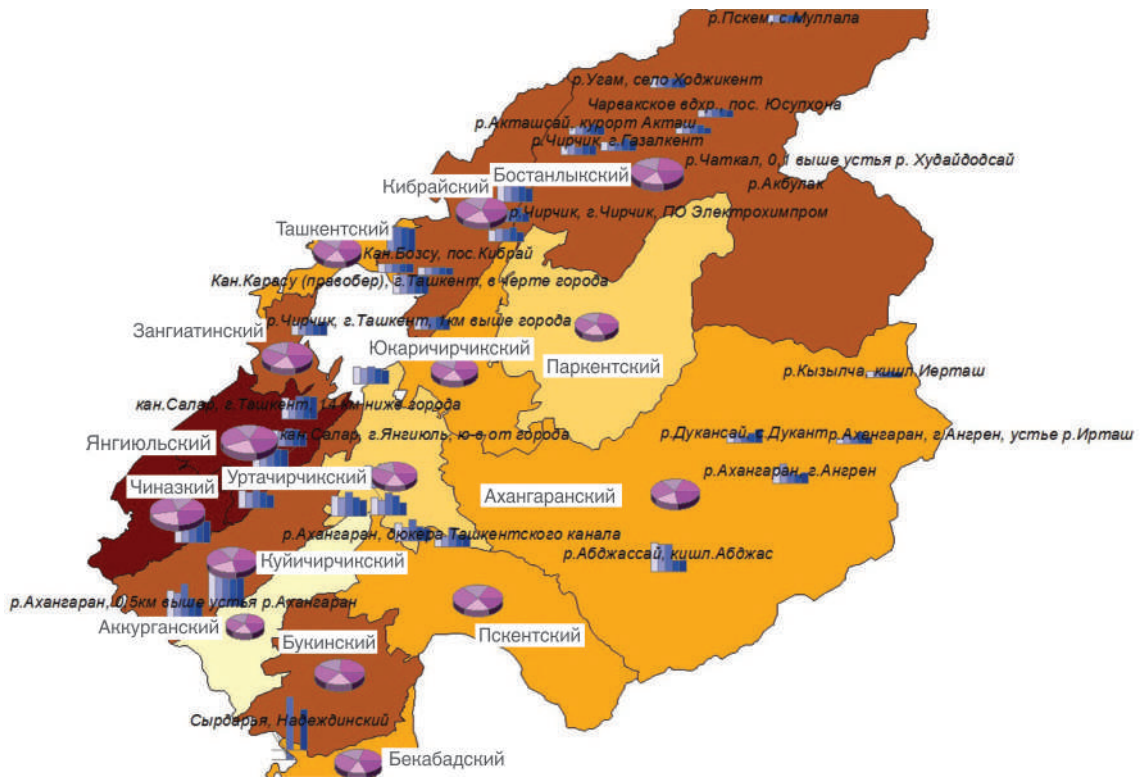 р.Пскем, с.Муллала
р.Угам, село Ходжикент
Чарвакское вдхр., пос. Юсупхона
р.Акташсай, курорт Акташ
р.Чирчик, г.Газалкент
р.Чаткал, 0,1 выше устья р. Худайдодсай
Бостанлыкский
р.Акбулак
Кибрайский
р.Чирчик, г.Чирчик, ПО Электрохимпром
Ташкентский
Кан.Бозсу, пос.Кибрай
Кан.Карасу (правобер), г.Ташкент, в черте города
Зангиатинский
р.Чирчик, г.Ташкент, 1км выше города
Юкаричирчикский
Паркентский
р.Кызылча, кишл.Иерташ
кан.Салар, г.Ташкент, 14 км ниже города
Янгиюльский
кан.Салар, г.Янгиюль, ю-в от города
р.Дукансай, с.Дукант
р.Ахенгаран, г.Ангрен, устье р.Ирташ
Уртачирчикский
р.Ахангаран, г.Ангрен
Чиназкий
Ахангаранский
р.Ахангаран, дюкера Ташкентского канала
р.Абджассай, кишл.Абджас
Куйичирчикский
р.Ахангаран, 0,5км выше устья р.Ахангаран
Аккурганский
Букинский
Пскентский
Сырдарья, Надеждинский
Бекабадский